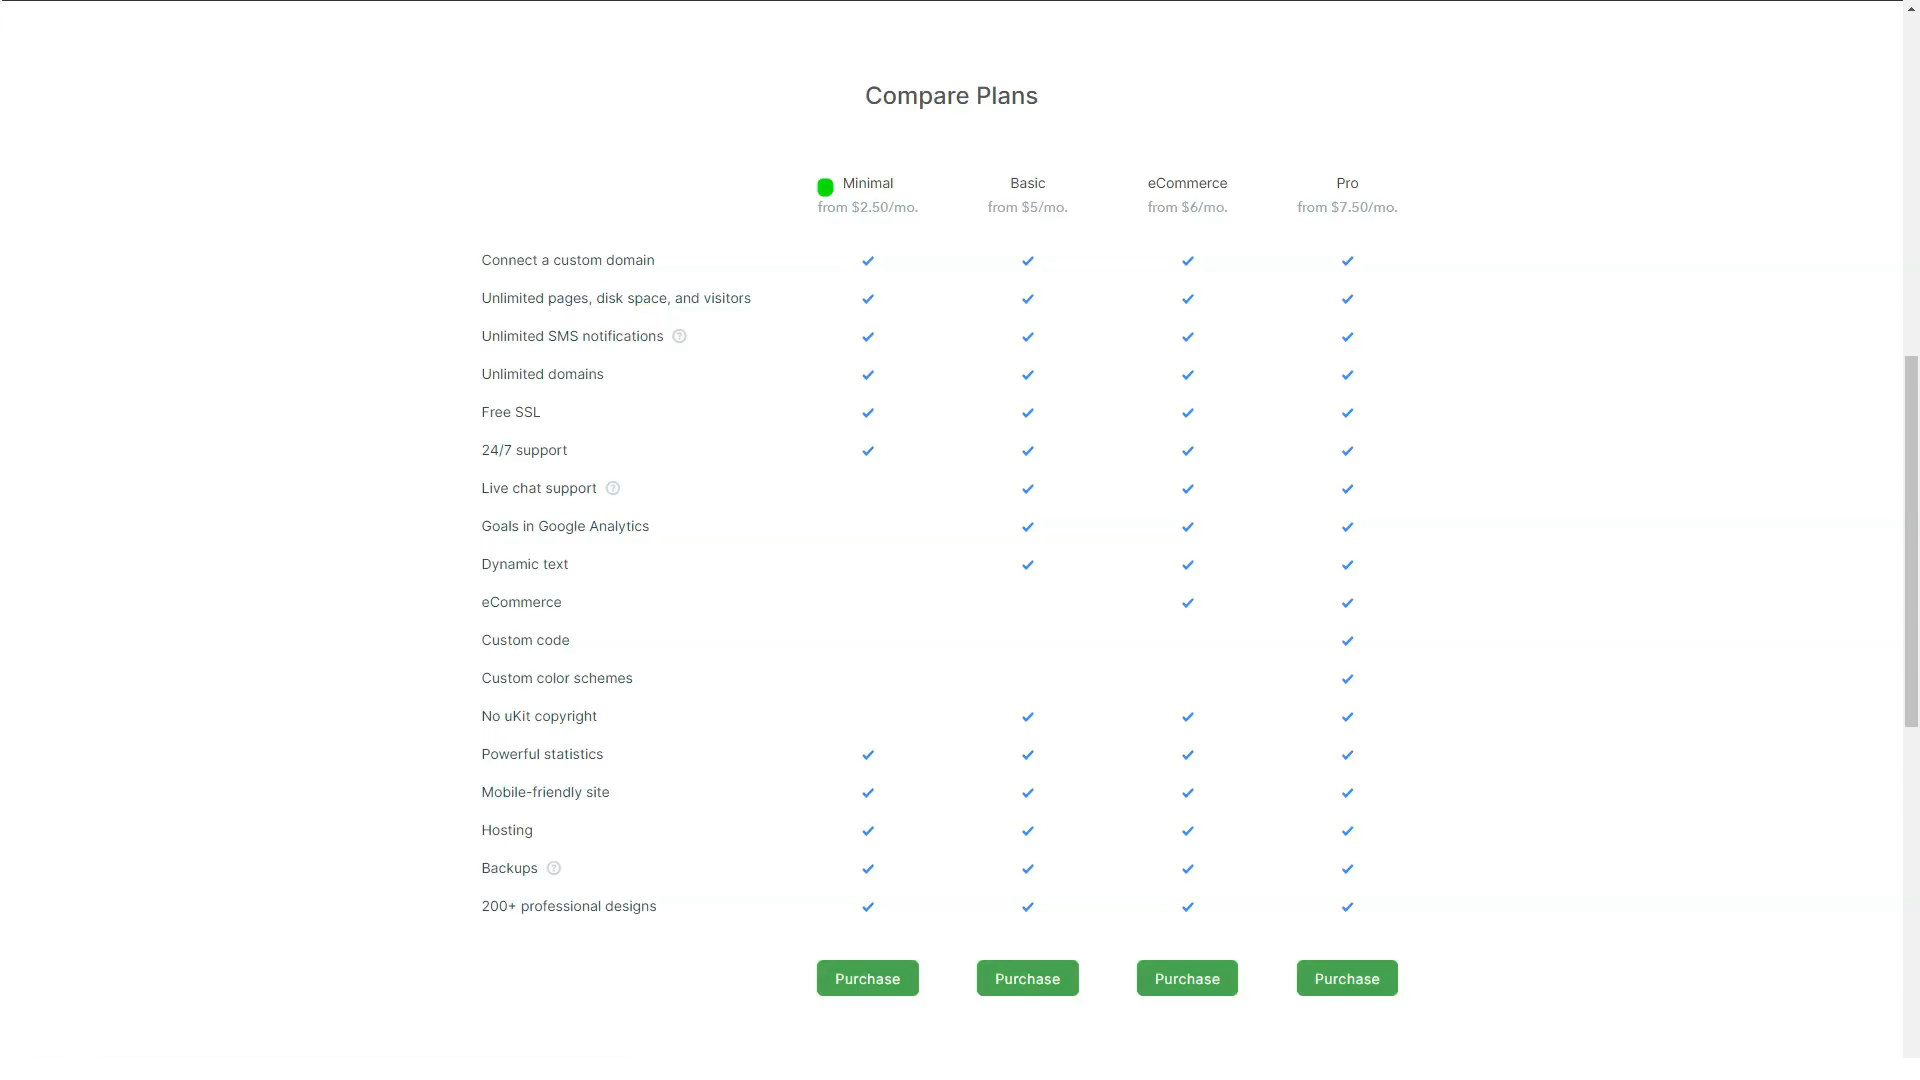 Compare Plans
Minimal Basic eCommerce Pro
from $2.50/mo. from $5/mo. from $6/mo. from $7.50/mo.
Connect a custom domain
Unlimited pages, disk space, and visitors
Unlimited SMS notifications ?
Unlimited domains
Free SSL
24/7 support
Live chat support ?
Goals in Google Analytics
Dynamic text
eCommerce
Custom code
Custom color schemes
No uKit copyright
Powerful statistics
Mobile-friendly site
Hosting
Backups ?
200+ professional designs
Purchase Purchase Purchase Purchase